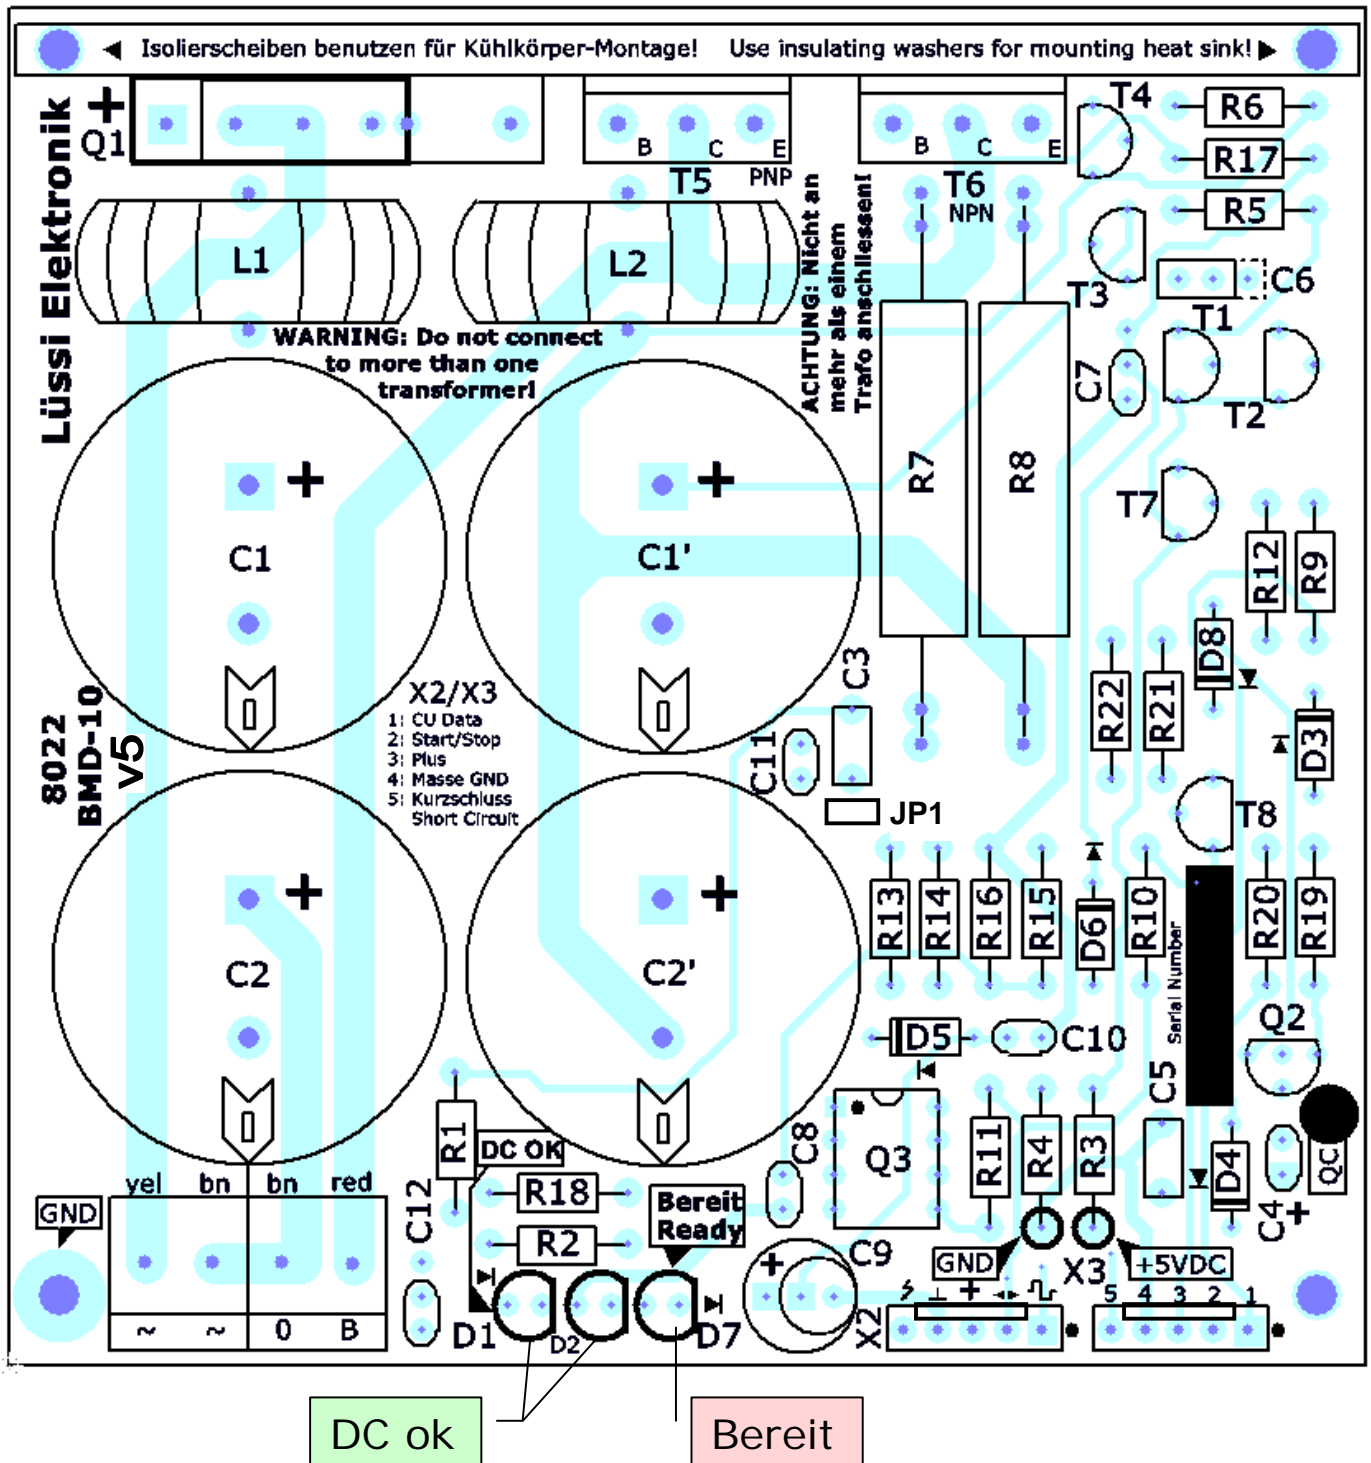 Isolierscheiben benutzen für Kühlkörper-Montage! Use insulating washers for mounting heat sink!
+
Q1
B C E
T5
PNP
B C E
T6
NPN
T4
R6
R17
R5
Lüssi Elektronik
L1
L2
ACHTUNG: Nicht an
mehr als einem
Trafo anschliessen!
T3
C6
T1
WARNING: Do not connect
to more than one
transformer!
C7
T2
+
C1
+
C1'
R7
R8
T7
R12
R9
8022
BMD-10
v5
X2/X3
1: CU Data
2: Start/Stop
3: Plus
4: Masse GND
5: Kurzschluss
Short Circuit
C3
C11
JP1
R22
R21
D8
D3
T8
+
C2
+
C2'
R13
R14
R16
R15
D6
R10
Serial Number
R20
R19
D5
C10
Q2
C5
R1
DC OK
C8
Q3
R11
R4
R3
D4
C4
+
QC
yel bn bn red
GND
C12
R18
R2
Bereit
Ready
+
C9
GND
X3
+5VDC
~ ~ 0 B
D1
D2
D7
X2
⊥ +
5 4 3 2 1
DC ok
Bereit